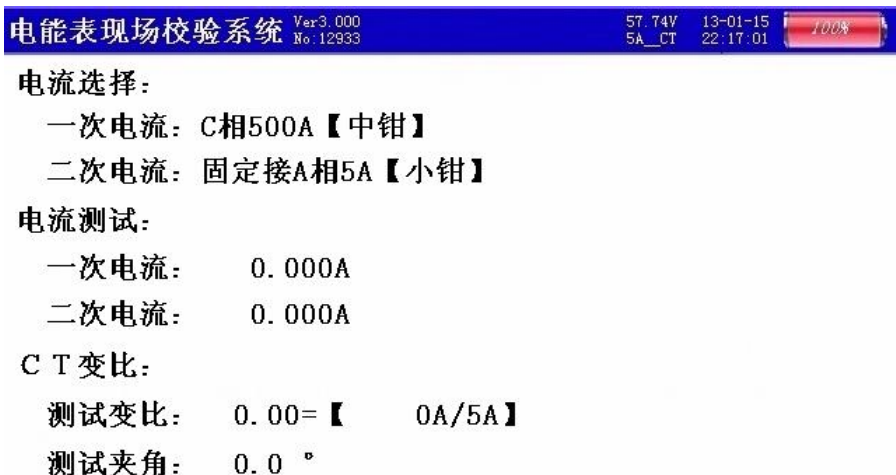 电能表现场校验系统 Ver3.000 No:12933 57.74V 5A__CT 13-01-15 22:17:01 100%
电流选择:
一次电流: C相500A【中钳】
二次电流: 固定接A相5A【小钳】
电流测试:
一次电流: 0.000A
二次电流: 0.000A
CT变比:
测试变比: 0.00=【 0A/5A】
测试夹角: 0.0 °